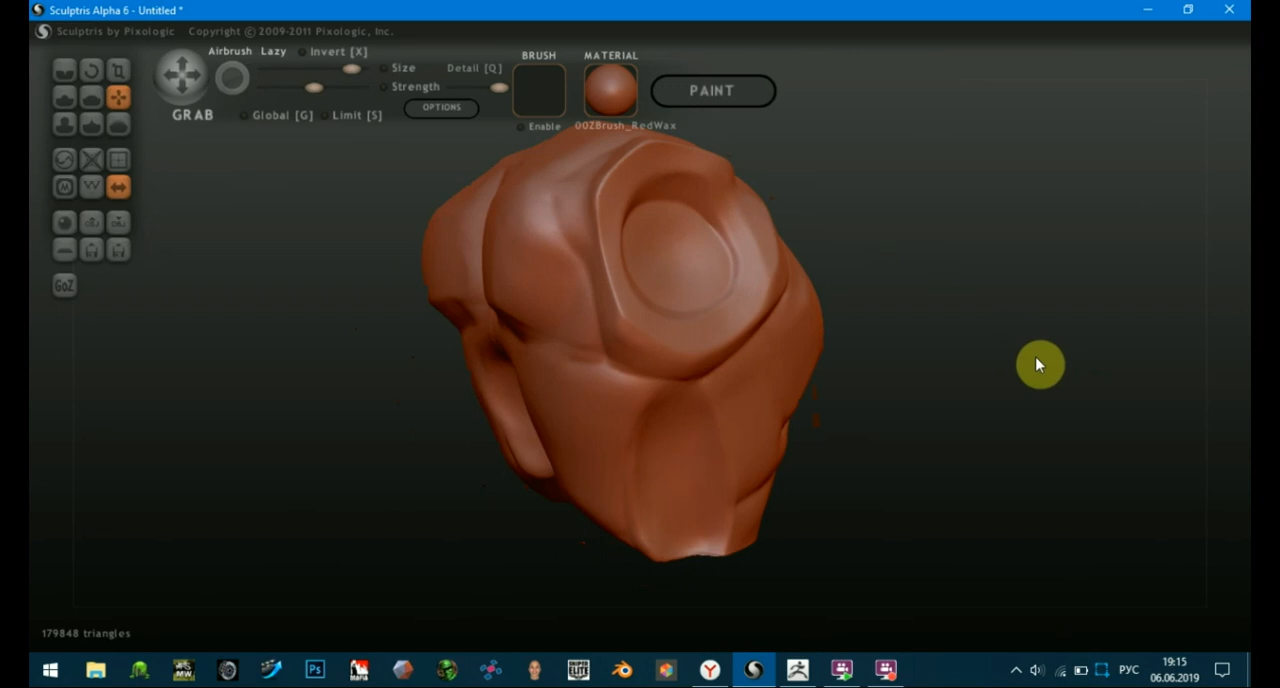 Sculptris Alpha 6 - Untitled *
Sculptris by Pixologic Copyright © 2009-2011 Pixologic, Inc.
Airbrush Lazy Invert [X]
BRUSH MATERIAL
Size Detail [Q]
Strength
PAINT
OPTIONS
GRAB Global [G] Limit [S]
Enable 00ZBrush_RedWax
GoZ
179848 triangles
Ps
РУС
19:15
06.06.2019